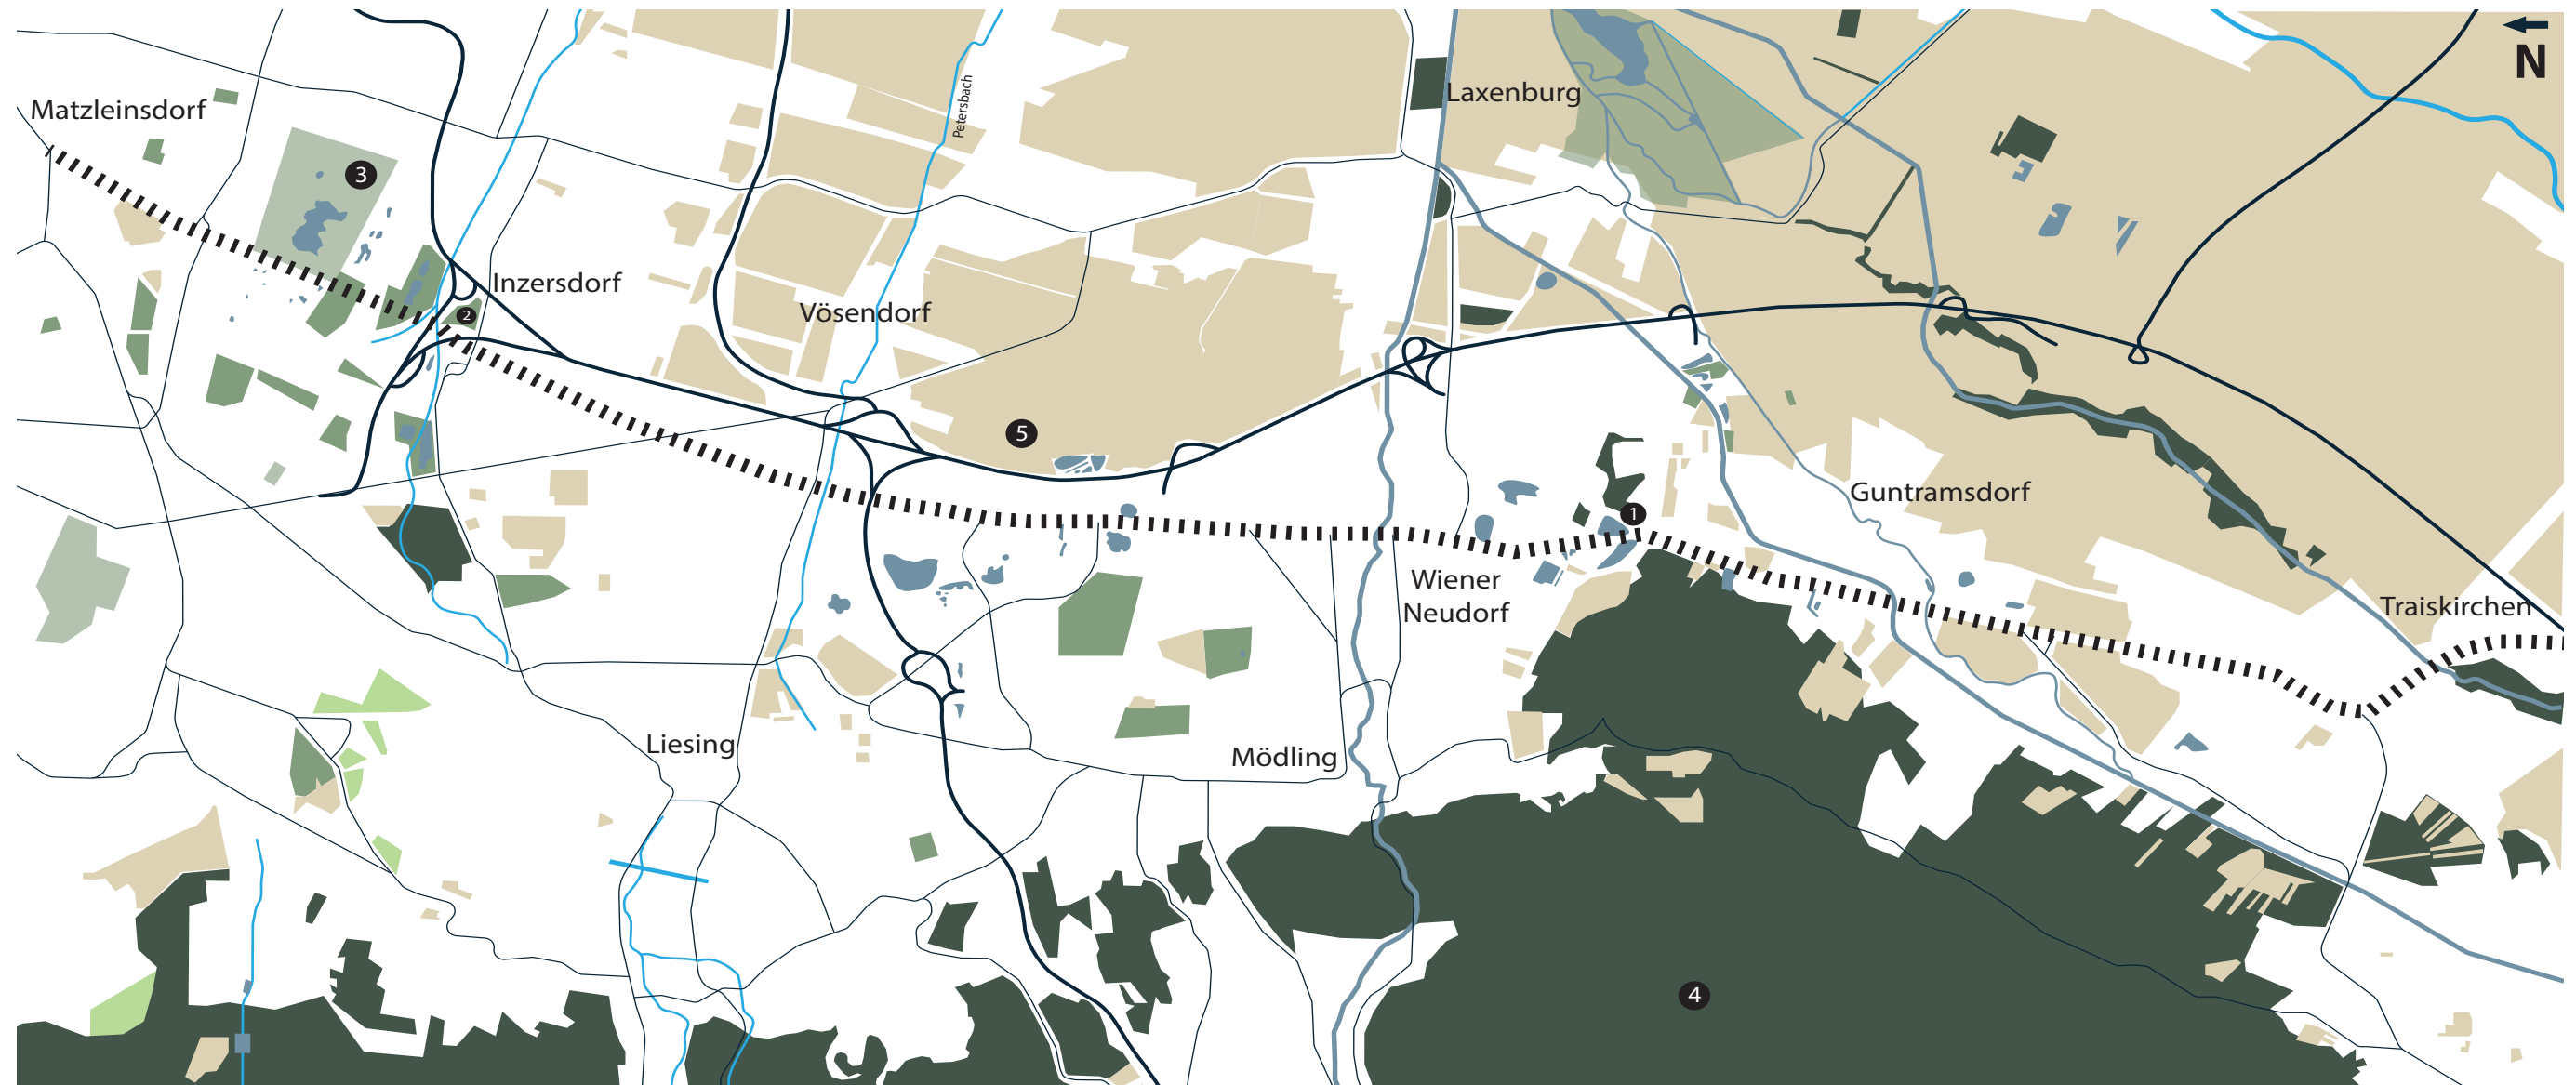 N
Matzleinsdorf
Laxenburg
Petersbach
3
Inzersdorf
2
Vösendorf
5
Guntramsdorf
1
Wiener
Neudorf
Traiskirchen
Liesing
Mödling
4